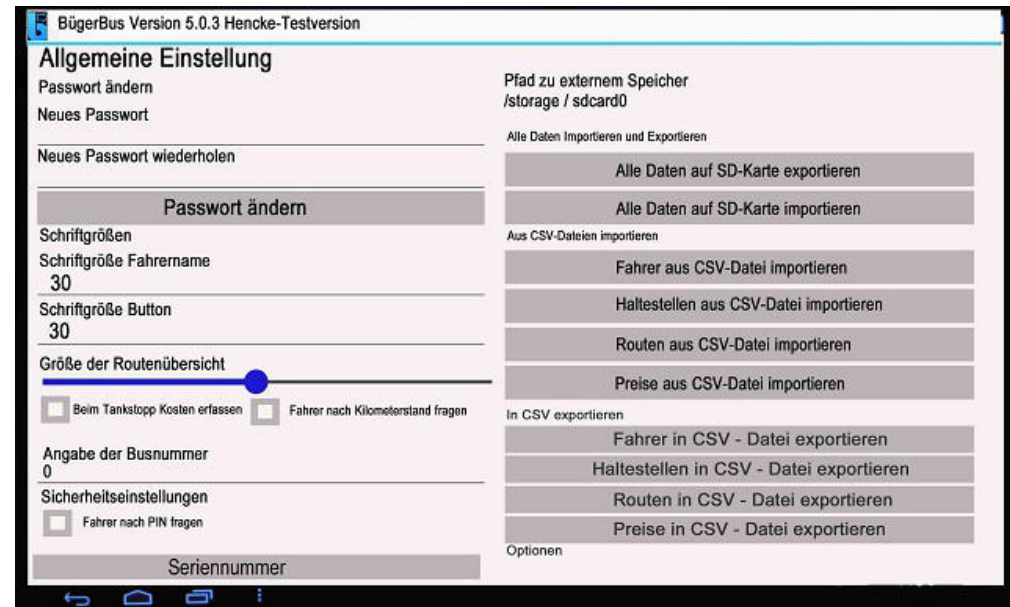 BügerBus Version 5.0.3 Hencke-Testversion
Allgemeine Einstellung
Passwort ändern
Neues Passwort
Neues Passwort wiederholen
Passwort ändern
Schriftgrößen
Schriftgröße Fahrername
30
Schriftgröße Button
30
Größe der Routenübersicht
Beim Tankstopp Kosten erfassen
Fahrer nach Kilometerstand fragen
Angabe der Busnummer
0
Sicherheitseinstellungen
Fahrer nach PIN fragen
Seriennummer
Pfad zu externem Speicher
/storage / sdcard0
Alle Daten Importieren und Exportieren
Alle Daten auf SD-Karte exportieren
Alle Daten auf SD-Karte importieren
Aus CSV-Dateien importieren
Fahrer aus CSV-Datei importieren
Haltestellen aus CSV-Datei importieren
Routen aus CSV-Datei importieren
Preise aus CSV-Datei importieren
In CSV exportieren
Fahrer in CSV - Datei exportieren
Haltestellen in CSV - Datei exportieren
Routen in CSV - Datei exportieren
Preise in CSV - Datei exportieren
Optionen